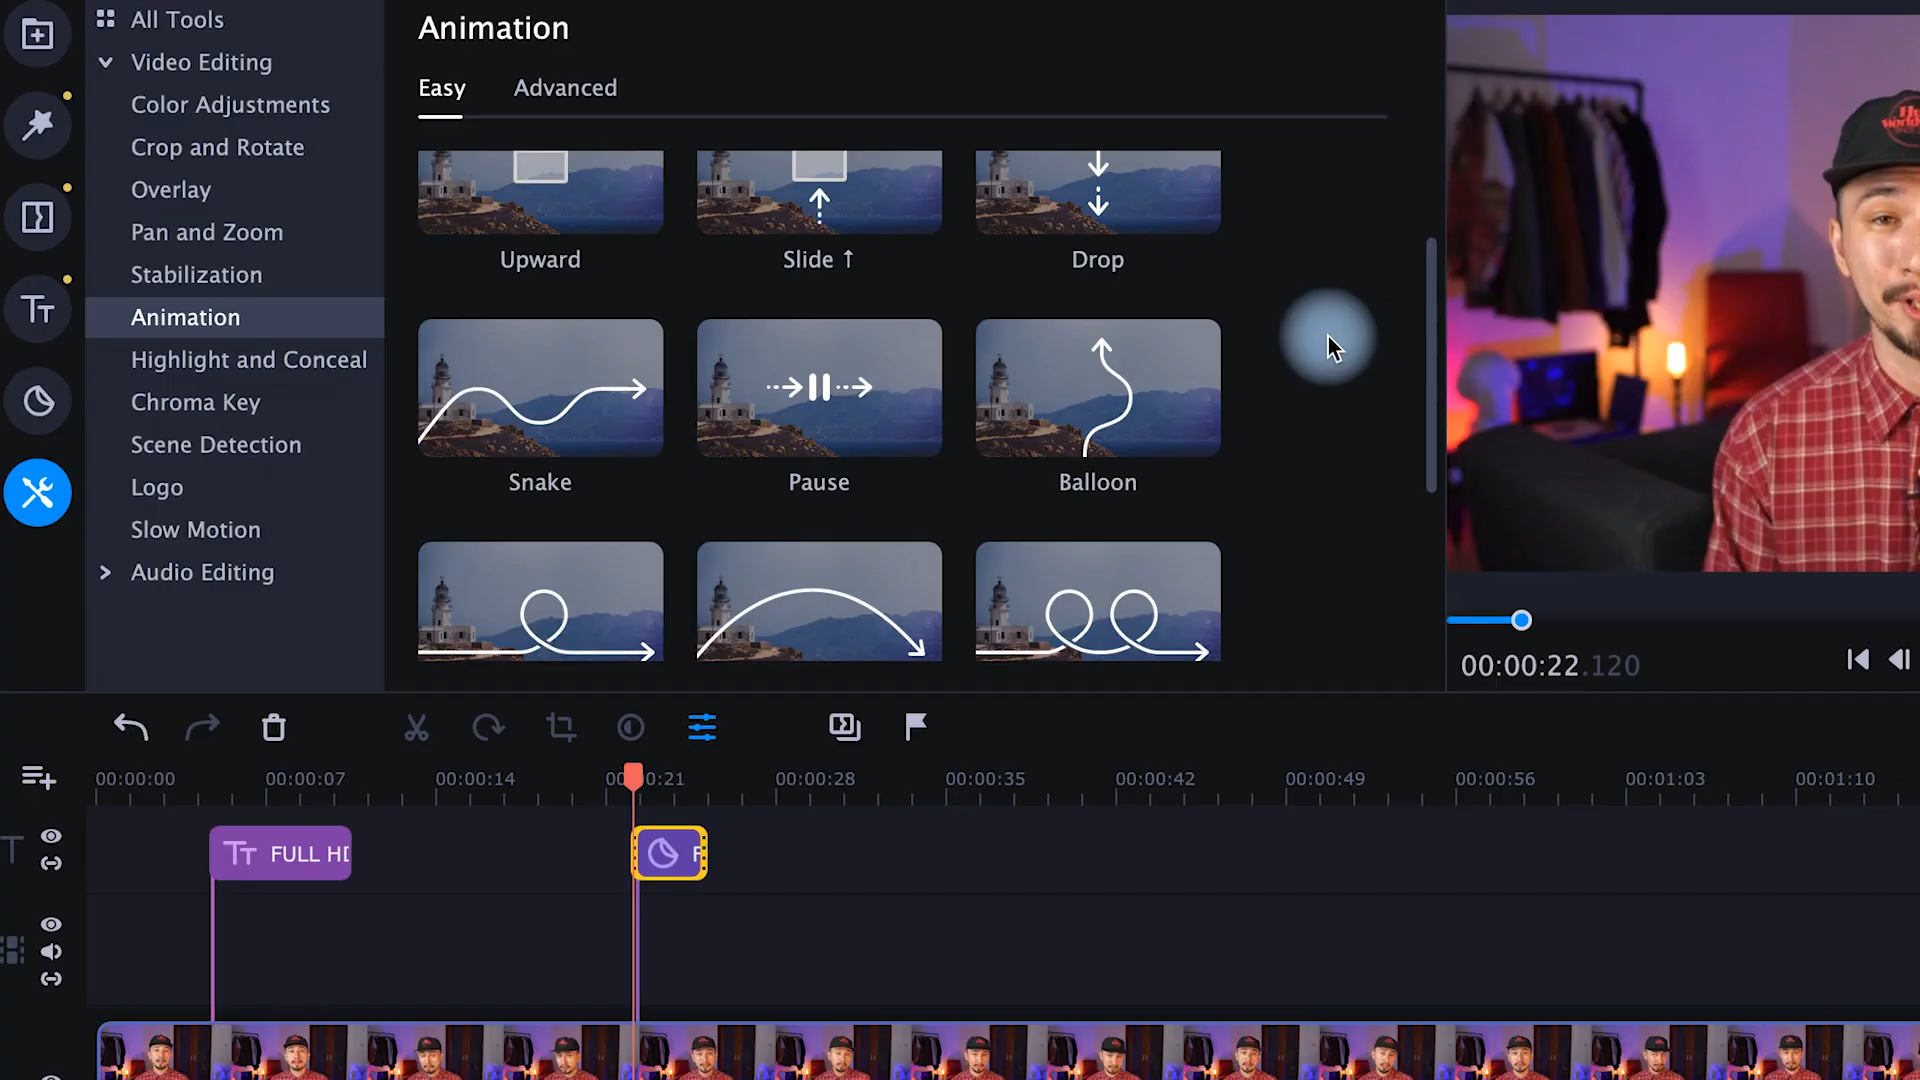 All Tools
Video Editing
Color Adjustments
Crop and Rotate
Overlay
Pan and Zoom
Stabilization
Animation
Highlight and Conceal
Chroma Key
Scene Detection
Logo
Slow Motion
Audio Editing
Animation
Easy Advanced
Upward Slide ↑ Drop
Snake Pause Balloon
00:00:22.120
00:00:00 00:00:07 00:00:14 00:00:21 00:00:28 00:00:35 00:00:42 00:00:49 00:00:56 00:01:03 00:01:10
FULL HD